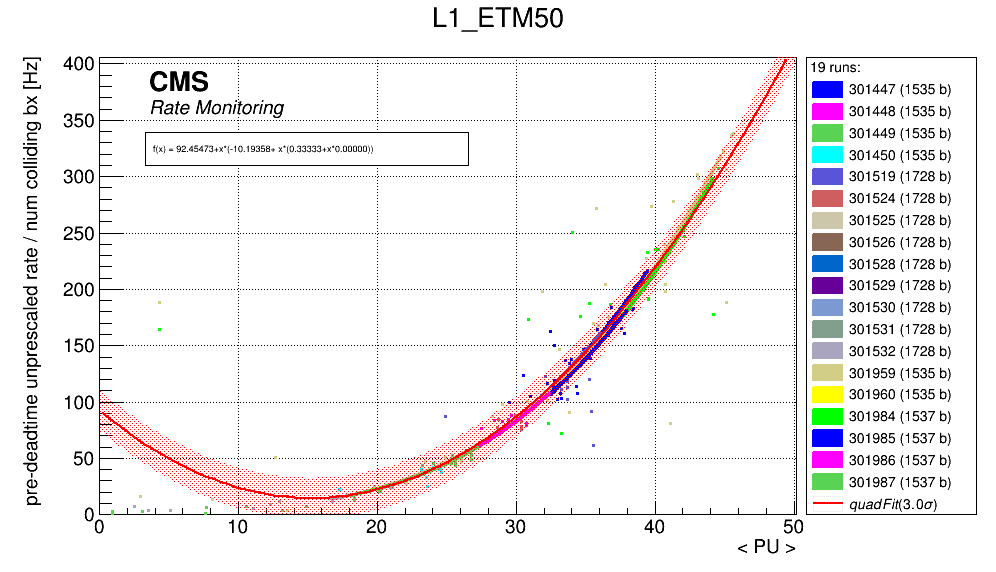 L1_ETM50
pre-deadtime unprescaled rate / num colliding bx [Hz]
400
350
300
250
200
150
100
50
0
CMS
Rate Monitoring
f(x) = 92.45473+x*(-10.19358+ x*(0.33333+x*0.00000))
0 10 20 30 40 50
< PU >
19 runs:
301447 (1535 b)
301448 (1535 b)
301449 (1535 b)
301450 (1535 b)
301519 (1728 b)
301524 (1728 b)
301525 (1728 b)
301526 (1728 b)
301528 (1728 b)
301529 (1728 b)
301530 (1728 b)
301531 (1728 b)
301532 (1728 b)
301959 (1535 b)
301960 (1535 b)
301984 (1537 b)
301985 (1537 b)
301986 (1537 b)
301987 (1537 b)
quadFit(3.0σ)